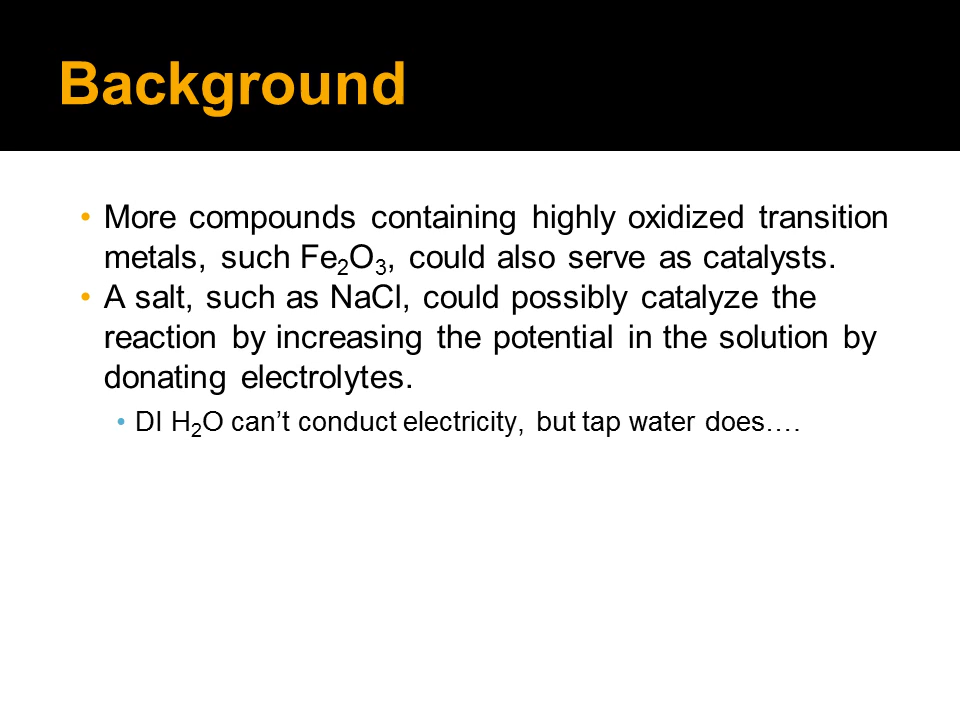 Background
• More compounds containing highly oxidized transition
metals, such Fe₂O₃, could also serve as catalysts.
• A salt, such as NaCl, could possibly catalyze the
reaction by increasing the potential in the solution by
donating electrolytes.
• DI H₂O can’t conduct electricity, but tap water does….